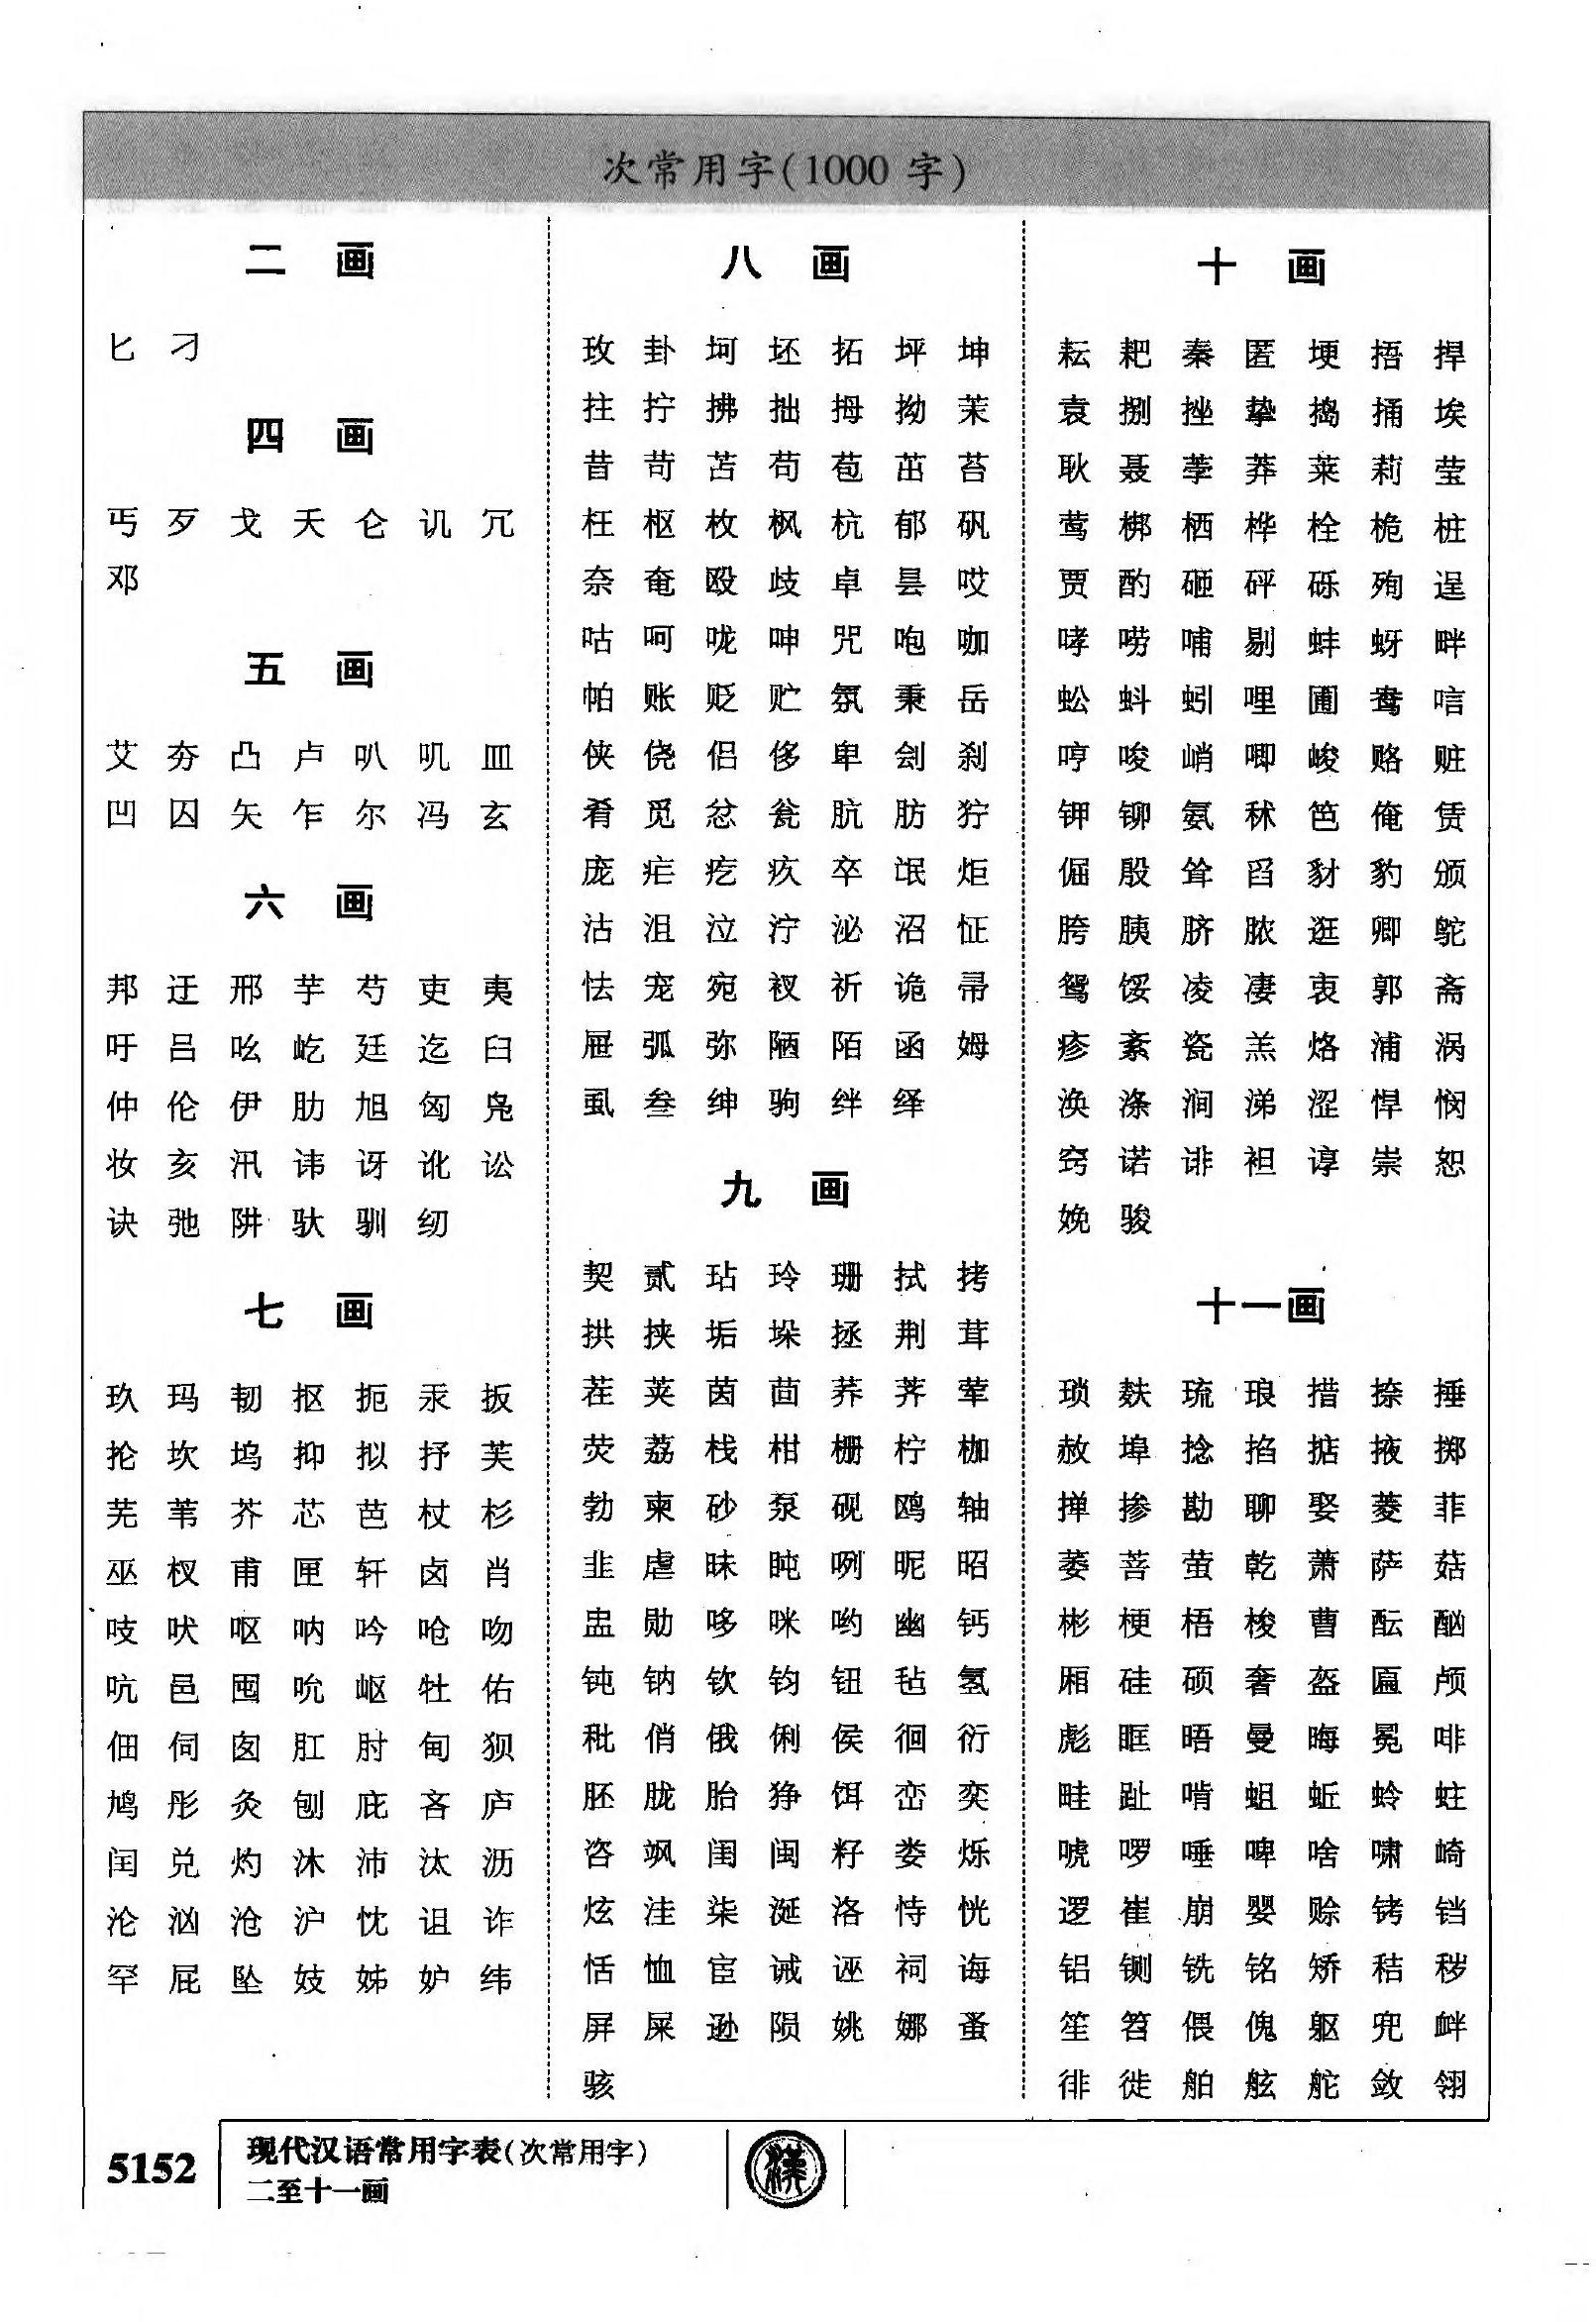 次常用字(1000 字)
二 画
匕 刁
四 画
丐 歹 戈 夭 仑 讥 冗
邓
五 画
艾 夯 凸 卢 叭 叽 皿
凹 囚 矢 乍 尔 冯 玄
六 画
邦 迂 邢 芋 芍 吏 夷
吁 吕 吆 屹 廷 迄 臼
仲 伦 伊 肋 旭 匈 凫
妆 亥 汛 讳 讶 讹 讼
诀 弛 阱 驮 驯 纫
七 画
玖 玛 韧 抠 扼 汞 扳
抡 坎 坞 抑 拟 抒 芙
芜 苇 芥 芯 芭 杖 杉
巫 杈 甫 匣 轩 卤 肖
吱 吠 呕 呐 吟 呛 吻
吭 邑 囤 吮 岖 牡 佑
佃 伺 囱 肛 肘 甸 狈
鸠 彤 灸 刨 庇 吝 庐
闰 兑 灼 沐 沛 汰 沥
沦 汹 沧 沪 忱 诅 诈
罕 屁 坠 妓 姊 妒 纬
八 画
玫 卦 坷 坯 拓 坪 坤
拄 拧 拂 拙 拇 拗 茉
昔 苛 苫 苟 苞 茁 苔
枉 枢 枚 枫 杭 郁 矾
奈 奄 殴 歧 卓 昙 哎
咕 呵 咙 呻 咒 咆 咖
帕 账 贬 贮 氛 秉 岳
侠 侥 侣 侈 卑 刽 刹
肴 觅 忿 瓮 肮 肪 狞
庞 疟 疙 疚 卒 氓 炬
沽 沮 泣 泞 泌 沼 怔
怯 宠 宛 衩 祈 诡 帚
屉 弧 弥 陋 陌 函 姆
虱 叁 绅 驹 绊 绎
九 画
契 贰 玷 玲 珊 拭 拷
拱 挟 垢 垛 拯 荆 茸
茬 荚 茵 茴 荞 荠 荤
荧 荔 栈 柑 栅 柠 枷
勃 柬 砂 泵 砚 鸥 轴
韭 虐 昧 盹 咧 昵 昭
盅 勋 哆 咪 哟 幽 钙
钝 钠 钦 钧 钮 毡 氢
秕 俏 俄 俐 侯 徊 衍
胚 胧 胎 狰 饵 峦 奕
咨 飒 闺 闽 籽 娄 烁
炫 洼 柒 涎 洛 恃 恍
恬 恤 宦 诫 诬 祠 诲
屏 屎 逊 陨 姚 娜 蚤
骇
十 画
耘 耙 秦 匿 埂 捂 捍
袁 捌 挫 挚 捣 捅 埃
耿 聂 荸 莽 莱 莉 莹
莺 梆 栖 桦 栓 桅 桩
贾 酌 砸 砰 砾 殉 逞
哮 唠 哺 剔 蚌 蚜 畔
蚣 蚪 蚓 哩 圃 鸯 唁
哼 唆 峭 唧 峻 赂 赃
钾 铆 氨 秫 笆 俺 赁
倔 殷 耸 舀 豺 豹 颁
胯 胰 脐 脓 逛 卿 鸵
鸳 馁 凌 凄 衷 郭 斋
疹 紊 瓷 羔 烙 浦 涡
涣 涤 涧 涕 涩 悍 悯
窍 诺 诽 袒 谆 祟 恕
娩 骏
十一画
琐 麸 琉 琅 措 捺 捶
赦 埠 捻 掐 掂 掖 掷
掸 掺 勘 聊 娶 菱 菲
萎 菩 萤 乾 萧 萨 菇
彬 梗 梧 梭 曹 酝 酗
厢 硅 硕 奢 盔 匾 颅
彪 眶 晤 曼 晦 冕 啡
畦 趾 啃 蛆 蚯 蛉 蛀
唬 啰 唾 啤 啥 啸 崎
逻 崔 崩 婴 赊 铐 铛
铝 铡 铣 铭 矫 秸 秽
笙 笤 偎 傀 躯 兜 衅
徘 徙 舶 舷 舵 敛 翎
5152
现代汉语常用字表(次常用字)
二至十一画
漢